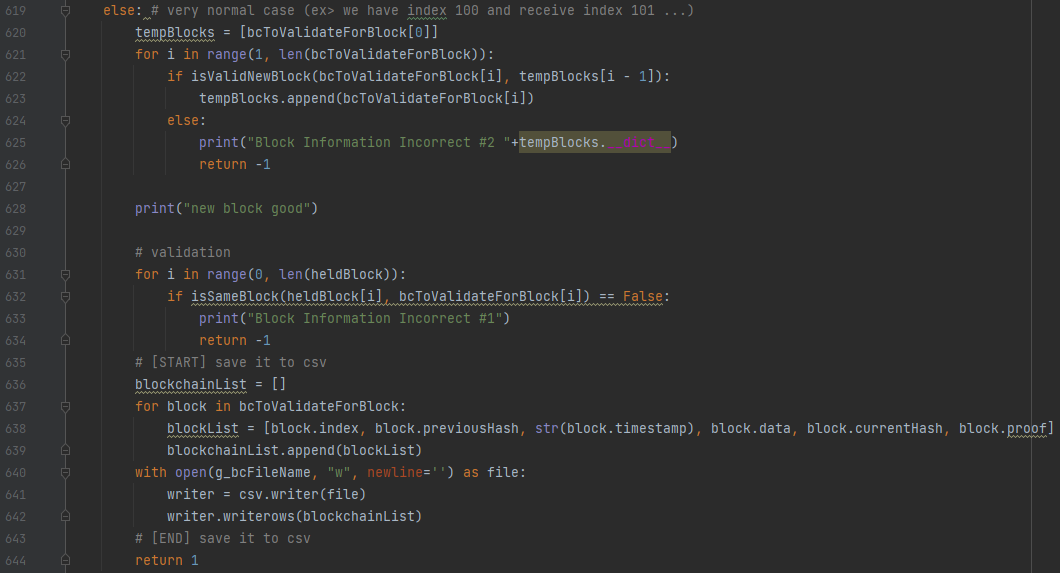 619 else: # very normal case (ex> we have index 100 and receive index 101 ...)
620 tempBlocks = [bcToValidateForBlock[0]]
621 for i in range(1, len(bcToValidateForBlock)):
622 if isValidNewBlock(bcToValidateForBlock[i], tempBlocks[i - 1]):
623 tempBlocks.append(bcToValidateForBlock[i])
624 else:
625 print("Block Information Incorrect #2 "+tempBlocks.__dict__)
626 return -1
627
628 print("new block good")
629
630 # validation
631 for i in range(0, len(heldBlock)):
632 if isSameBlock(heldBlock[i], bcToValidateForBlock[i]) == False:
633 print("Block Information Incorrect #1")
634 return -1
635 # [START] save it to csv
636 blockchainList = []
637 for block in bcToValidateForBlock:
638 blockList = [block.index, block.previousHash, str(block.timestamp), block.data, block.currentHash, block.proof]
639 blockchainList.append(blockList)
640 with open(g_bcFileName, "w", newline='') as file:
641 writer = csv.writer(file)
642 writer.writerows(blockchainList)
643 # [END] save it to csv
644 return 1